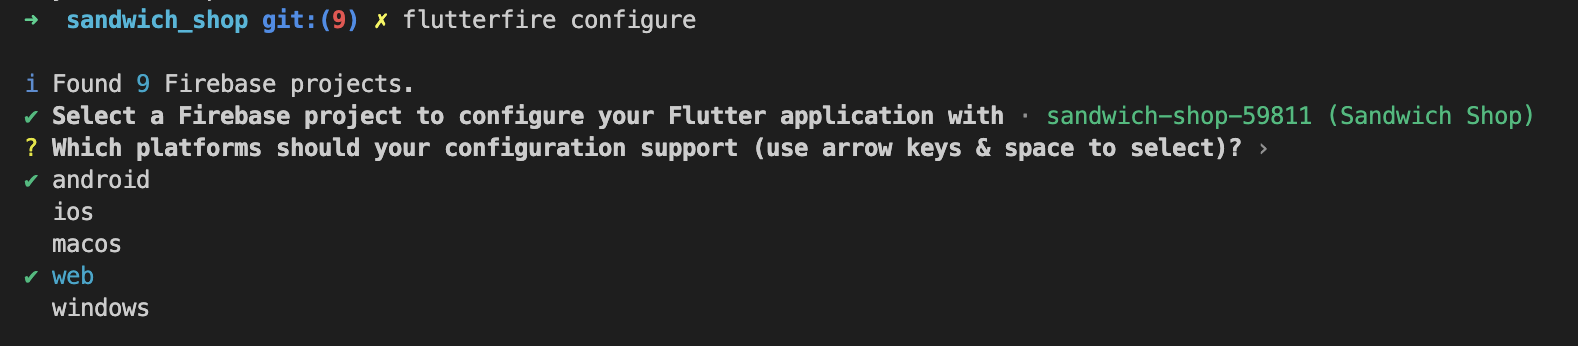 ➜  sandwich_shop git:(9) ✗ flutterfire configure
i Found 9 Firebase projects.
✔ Select a Firebase project to configure your Flutter application with · sandwich-shop-59811 (Sandwich Shop)
? Which platforms should your configuration support (use arrow keys & space to select)? ›
✔ android
ios
macos
✔ web
windows